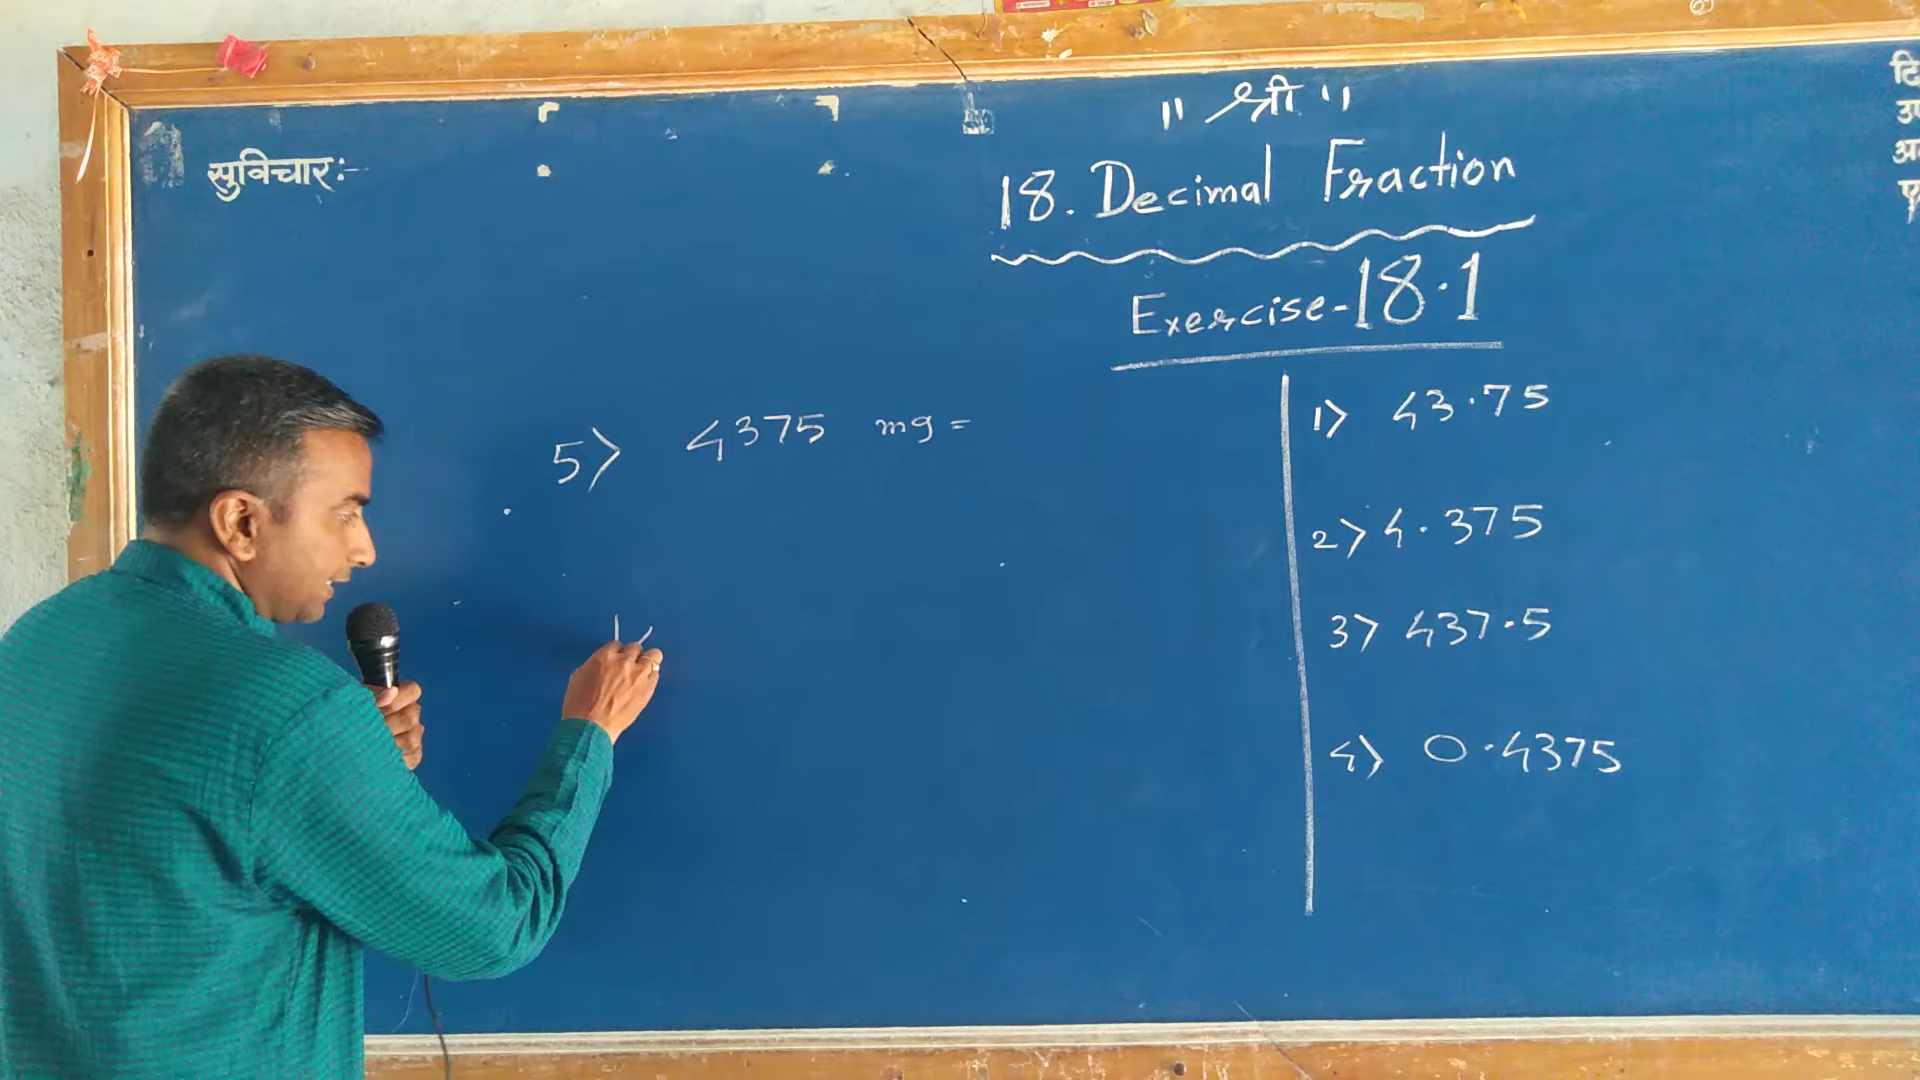 " श्री "
सुविचार:-
18. Decimal Fraction
Exercise-18.1
5) 4375 mg =
1) 43.75
2) 4.375
3) 437.5
4) 0.4375